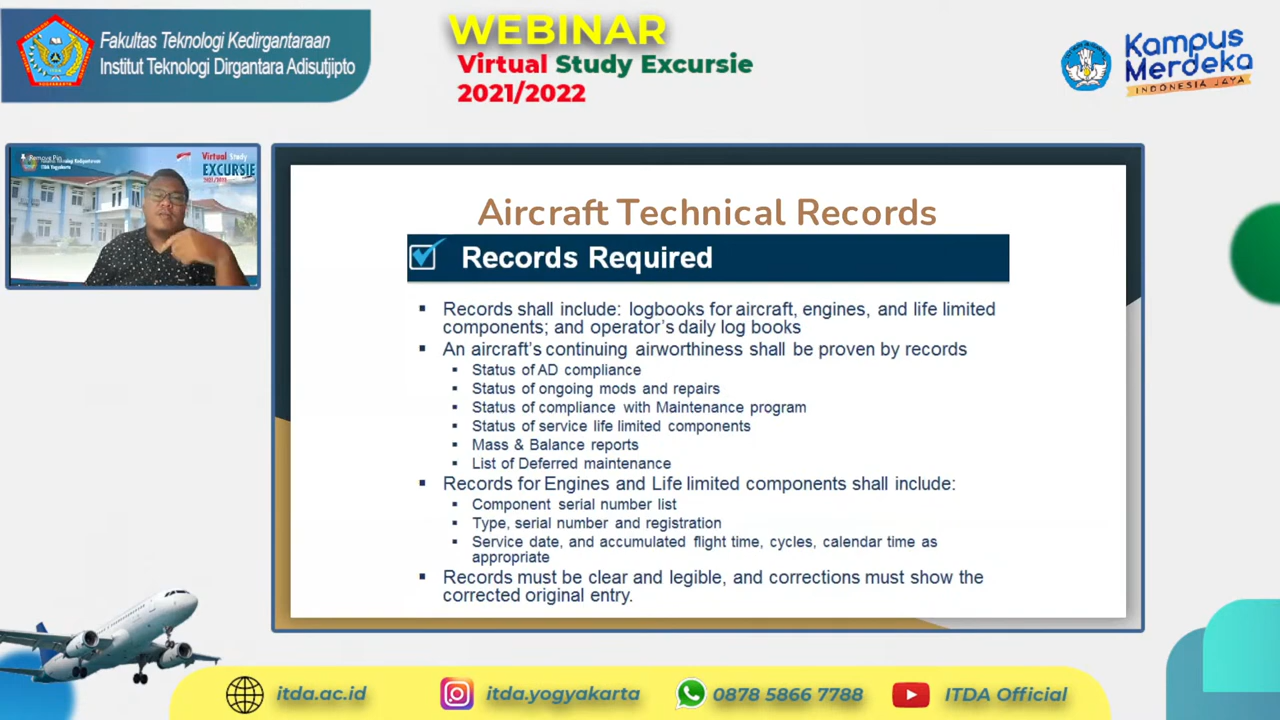 Fakultas Teknologi Kedirgantaraan
Institut Teknologi Dirgantara Adisutjipto
WEBINAR
Virtual Study Excursie
2021/2022
Kampus
Merdeka
INDONESIA JAYA
Remove Pin
ITDA Yogyakarta
Virtual Study
EXCURSIE
2021/2022
Aircraft Technical Records
Records Required
▪ Records shall include: logbooks for aircraft, engines, and life limited
components; and operator's daily log books
▪ An aircraft's continuing airworthiness shall be proven by records
▪ Status of AD compliance
▪ Status of ongoing mods and repairs
▪ Status of compliance with Maintenance program
▪ Status of service life limited components
▪ Mass & Balance reports
▪ List of Deferred maintenance
▪ Records for Engines and Life limited components shall include:
▪ Component serial number list
▪ Type, serial number and registration
▪ Service date, and accumulated flight time, cycles, calendar time as
appropriate
▪ Records must be clear and legible, and corrections must show the
corrected original entry.
itda.ac.id
itda.yogyakarta
0878 5866 7788
ITDA Official